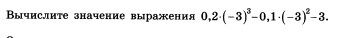 Вычислите значение выражения 0,2·(−3)³−0,1·(−3)²−3.